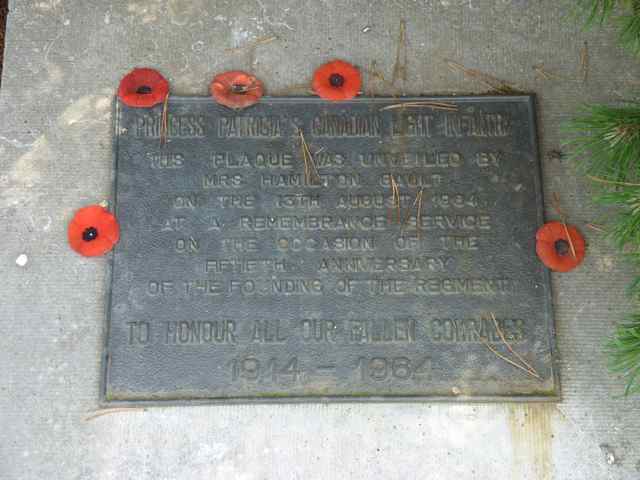 PRINCESS PATRICIA'S CANADIAN LIGHT INFANTRY
THIS PLAQUE WAS UNVEILED BY
MRS HAMILTON GAULT
ON THE 13TH AUGUST 1964
AT A REMEMBRANCE SERVICE
ON THE OCCASION OF THE
FIFTIETH ANNIVERSARY
OF THE FOUNDING OF THE REGIMENT
TO HONOUR ALL OUR FALLEN COMRADES
1914 - 1964